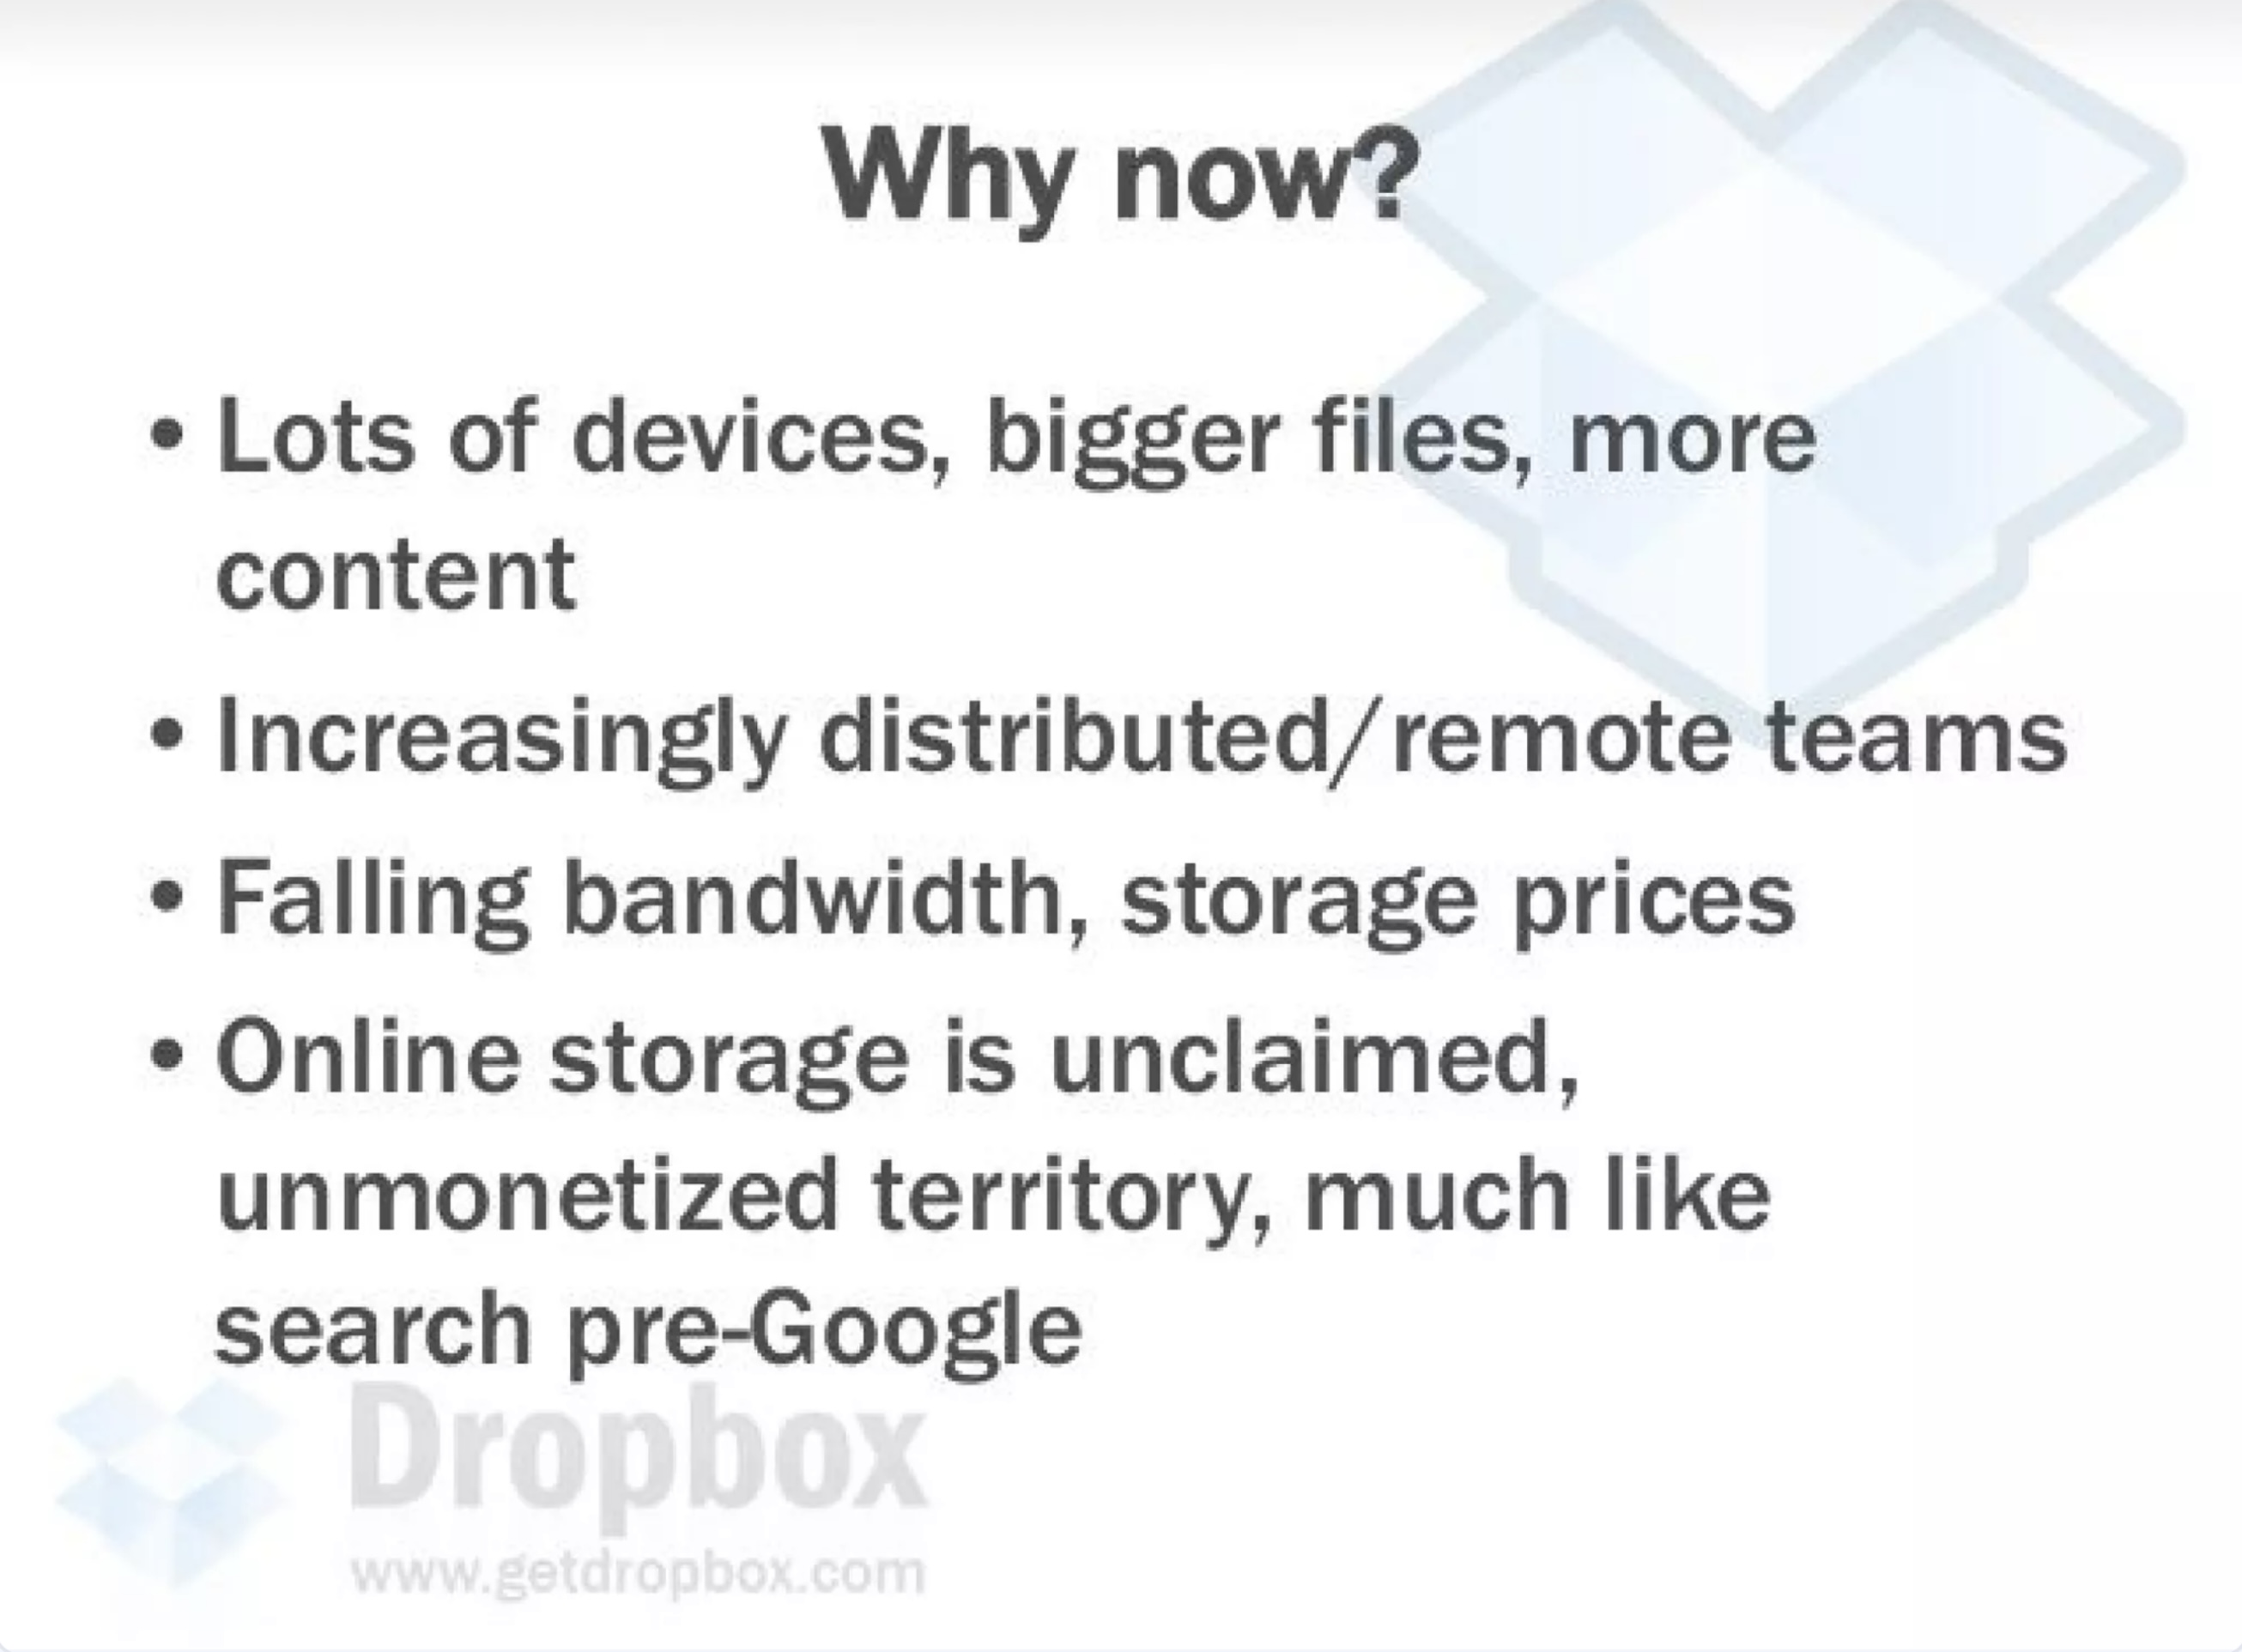 Why now?
• Lots of devices, bigger files, more
content
• Increasingly distributed/remote teams
• Falling bandwidth, storage prices
• Online storage is unclaimed,
unmonetized territory, much like
search pre-Google
Dropbox
www.getdropbox.com